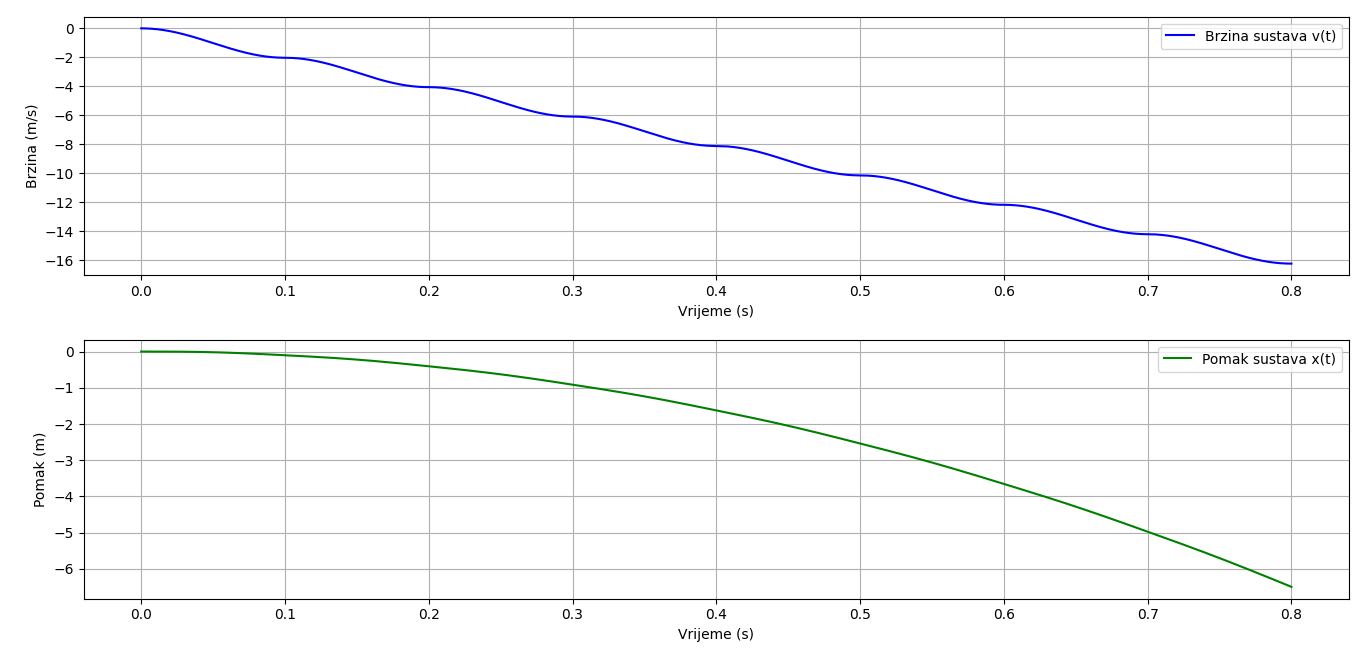 Brzina (m/s)
0
−2
−4
−6
−8
−10
−12
−14
−16
Brzina sustava v(t)
0.0 0.1 0.2 0.3 0.4 0.5 0.6 0.7 0.8
Vrijeme (s)
Pomak (m)
0
−1
−2
−3
−4
−5
−6
Pomak sustava x(t)
0.0 0.1 0.2 0.3 0.4 0.5 0.6 0.7 0.8
Vrijeme (s)